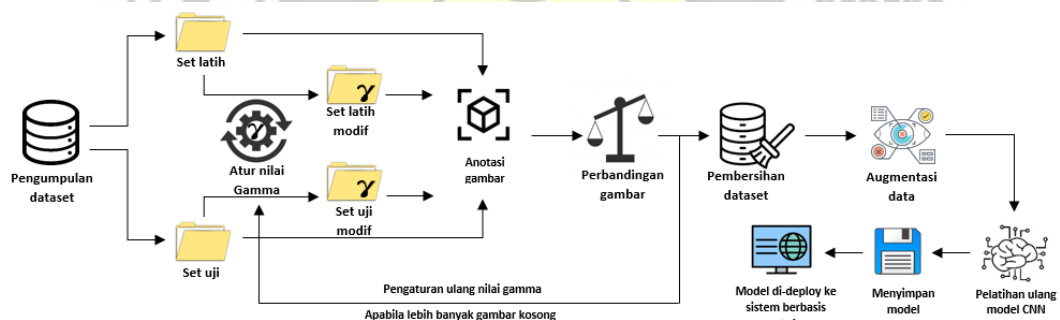 Set latih
γ
Set latih
modif
γ
Atur nilai
Gamma
Pengumpulan
dataset
γ
Set uji
modif
Set uji
Anotasi
gambar
Perbandingan
gambar
Pembersihan
dataset
Augmentasi
data
Pengaturan ulang nilai gamma
Apabila lebih banyak gambar kosong
Model di-deploy ke
sistem berbasis
Menyimpan
model
Pelatihan ulang
model CNN